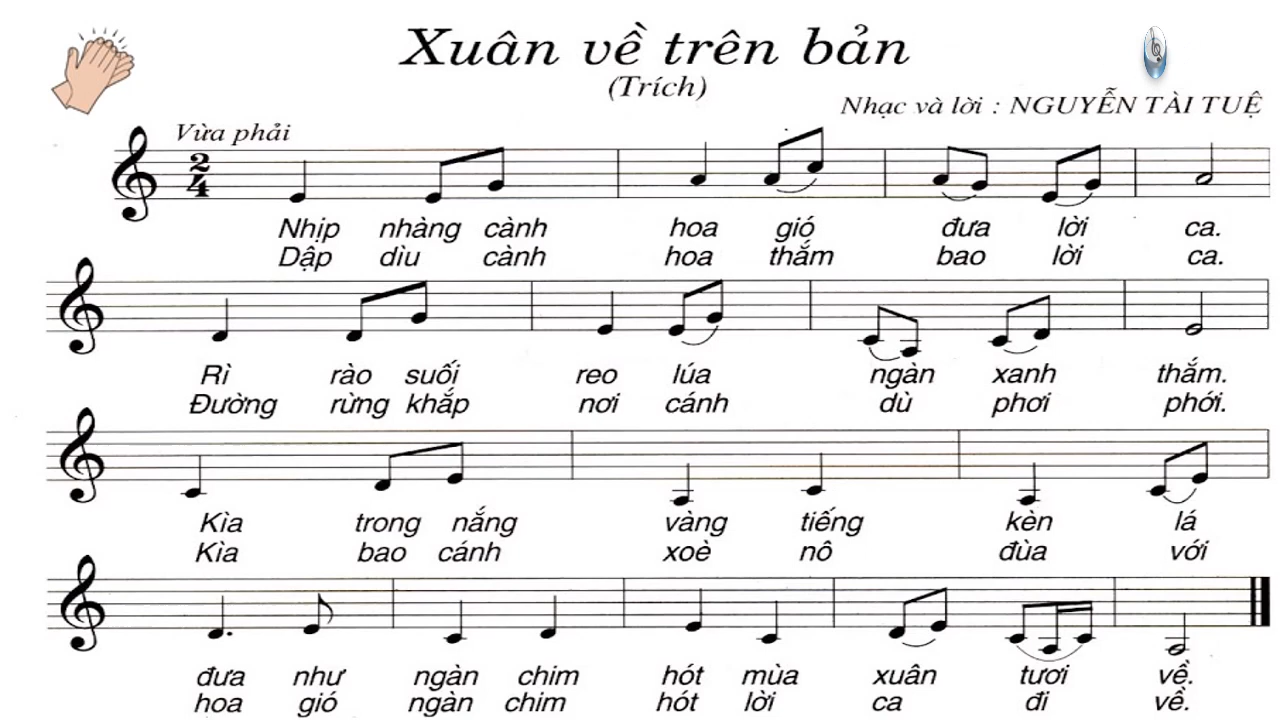 Xuân về trên bản
(Trích)
Nhạc và lời : NGUYỄN TÀI TUỆ
Vừa phải
2
4
Nhịp nhàng cành hoa gió đưa lời ca.
Dập dìu cành hoa thắm bao lời ca.
Rì rào suối reo lúa ngàn xanh thắm.
Đường rừng khắp nơi cánh dù phơi phới.
Kìa trong nắng vàng tiếng kèn lá
Kìa bao cánh xoè nô đùa với
đưa như ngàn chim hót mùa xuân tươi về.
hoa gió ngàn chim hót lời ca đi về.